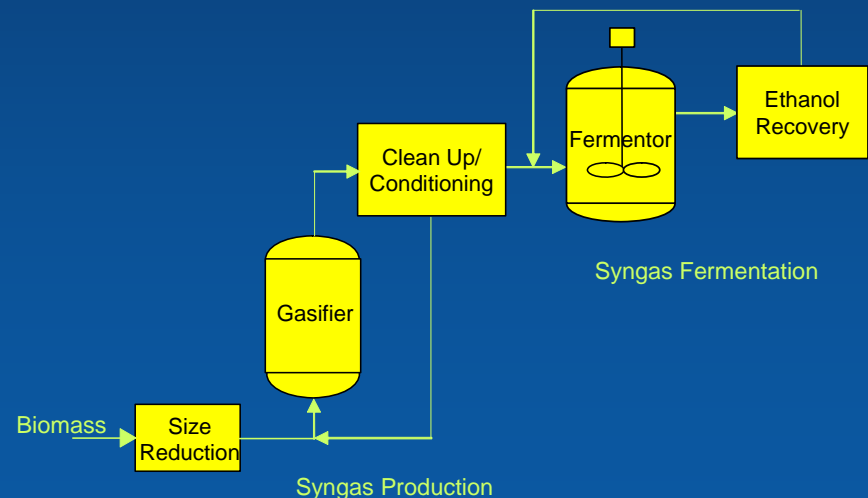 Biomass
Size
Reduction
Gasifier
Syngas Production
Clean Up/
Conditioning
Fermentor
Ethanol
Recovery
Syngas Fermentation